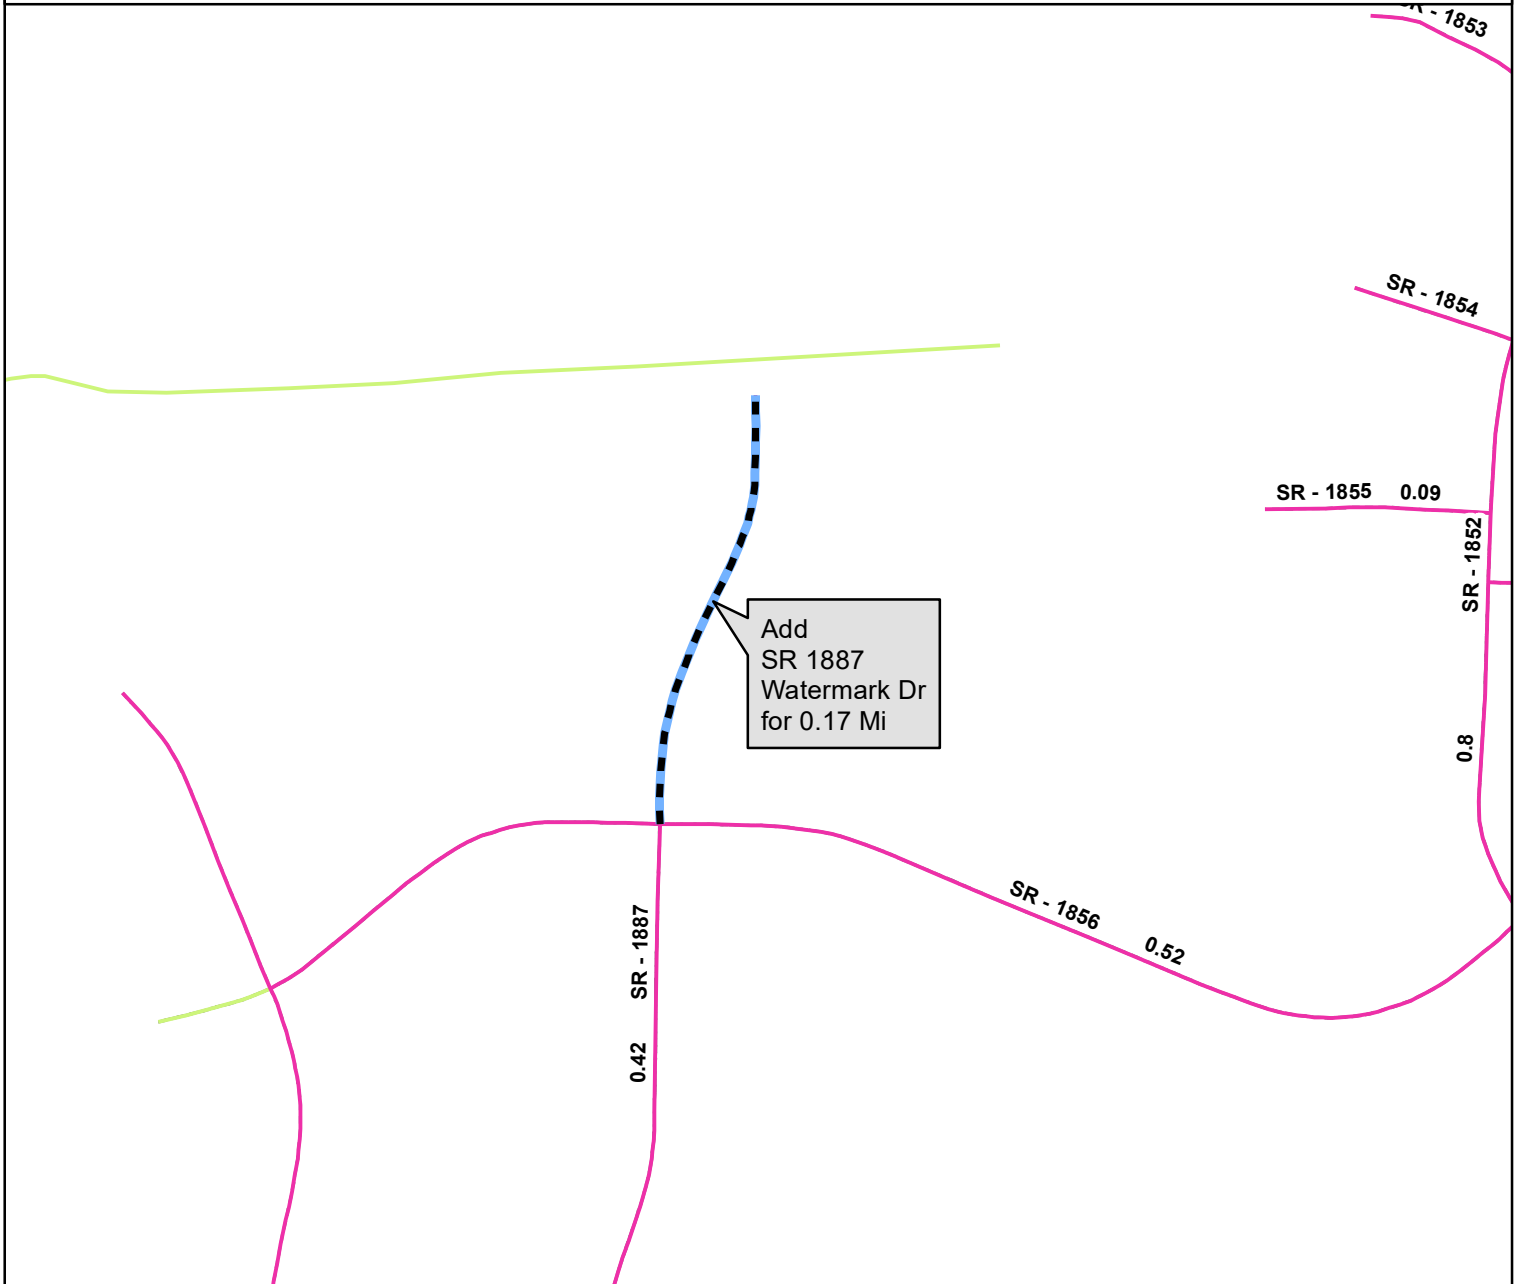 - 1853
SR - 1854
SR - 1855 0.09
SR - 1852
Add
SR 1887
Watermark Dr
for 0.17 Mi
0.8
SR - 1856 0.52
SR - 1887
0.42